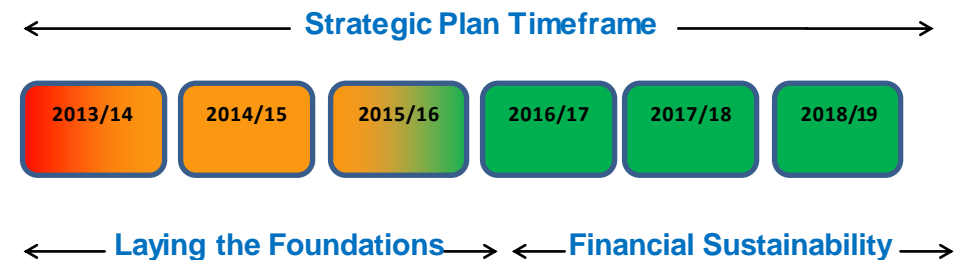 Strategic Plan Timeframe
2013/14 2014/15 2015/16 2016/17 2017/18 2018/19
Laying the Foundations Financial Sustainability